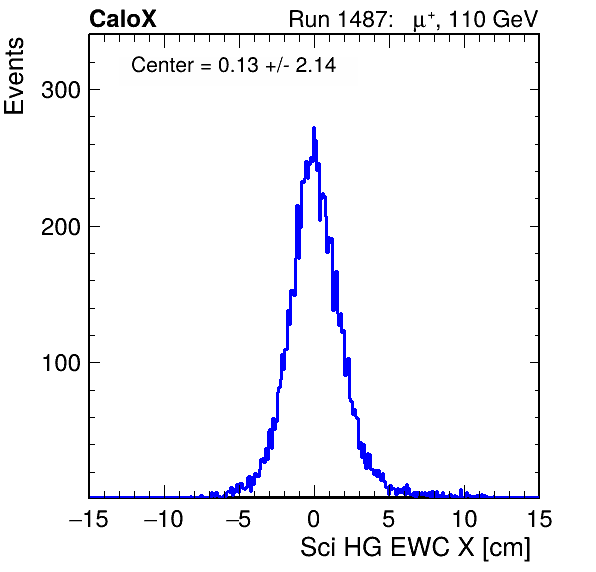 CaloX Run 1487: μ⁺, 110 GeV
Center = 0.13 +/- 2.14
Events
300
200
100
−15 −10 −5 0 5 10 15
Sci HG EWC X [cm]